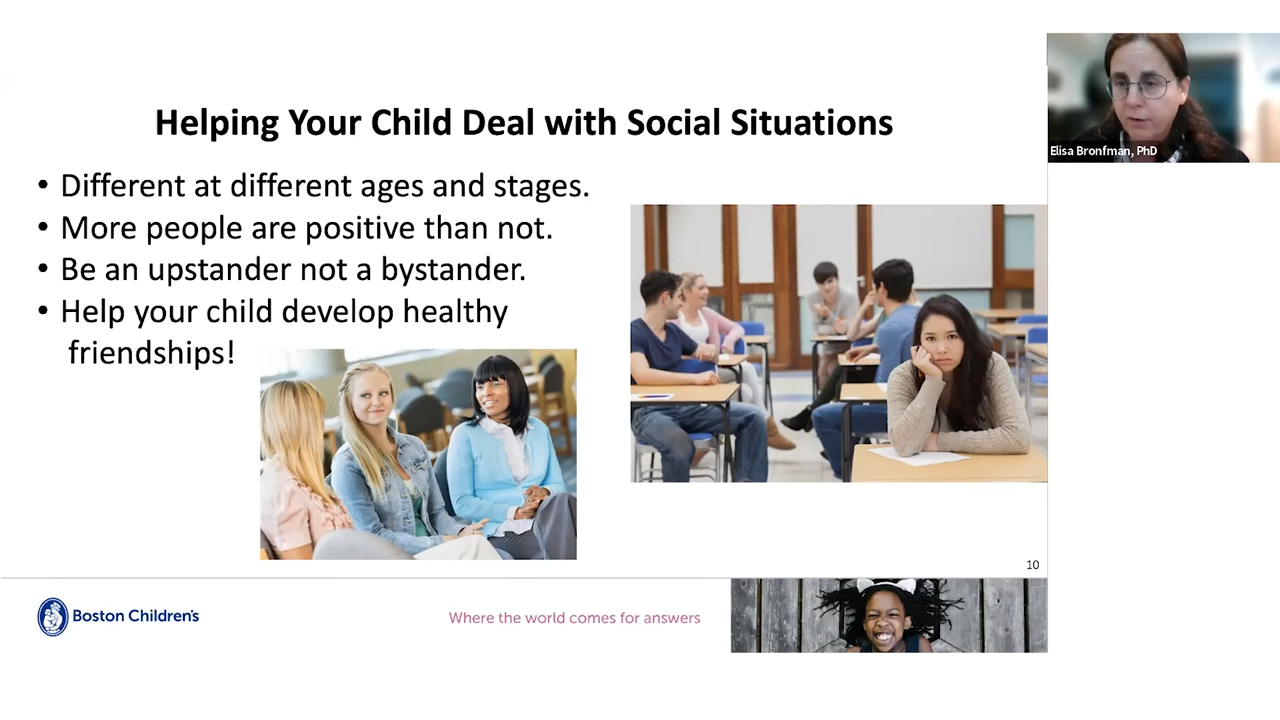 Helping Your Child Deal with Social Situations
• Different at different ages and stages.
• More people are positive than not.
• Be an upstander not a bystander.
• Help your child develop healthy
friendships!
Elisa Bronfman, PhD
10
Boston Children's
Where the world comes for answers